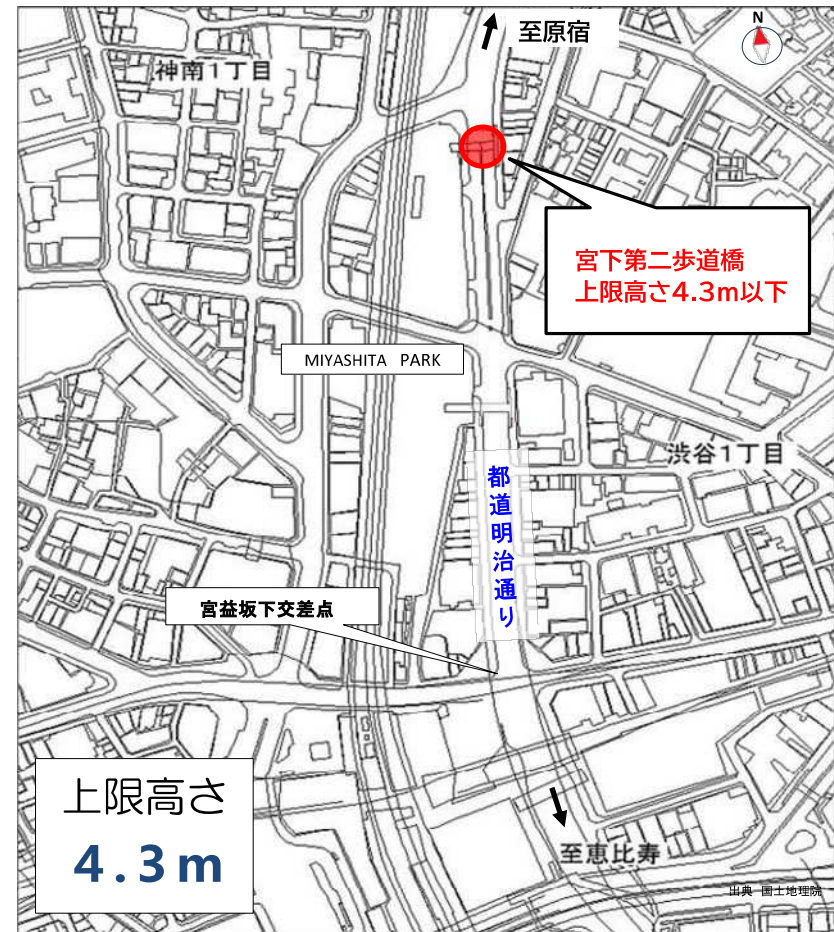 至原宿
N
神南1丁目
宮下第二歩道橋
上限高さ4.3m以下
MIYASHITA PARK
渋谷1丁目
都道明治通り
宮益坂下交差点
上限高さ
4.3m
至恵比寿
出典 国土地理院